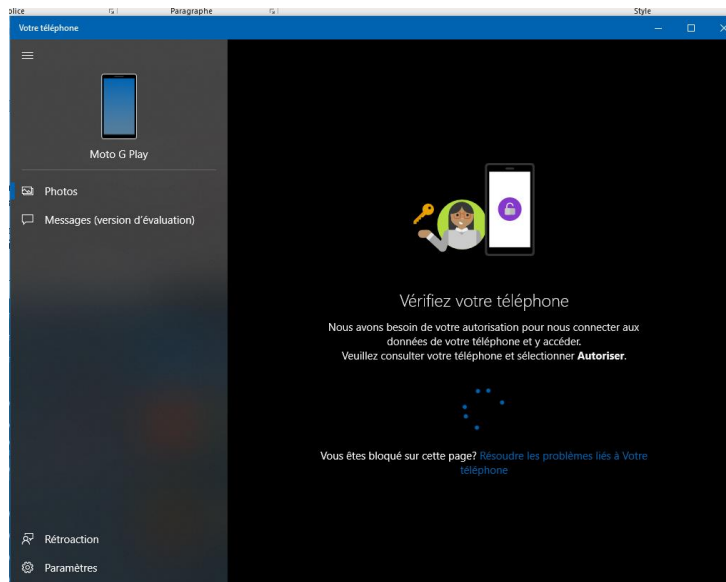 Paragraphe
Style
Votre téléphone
Moto G Play
Photos
Messages (version d'évaluation)
Vérifiez votre téléphone
Nous avons besoin de votre autorisation pour nous connecter aux
données de votre téléphone et y accéder.
Veuillez consulter votre téléphone et sélectionner Autoriser.
Vous êtes bloqué sur cette page? Résoudre les problèmes liés à Votre
téléphone
Rétroaction
Paramètres